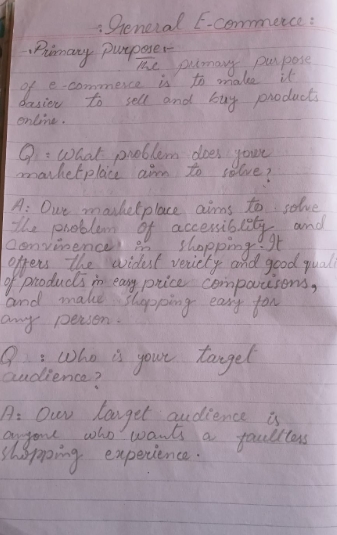 : General E-commerce :
- Primary Purpose :-
The primary purpose
of e-commerce is to make it
easier to sell and buy products
online.
Q : What problem does your
marketplace aim to solve?
A: Our marketplace aims to solve
the problem of accessiblity and
convinence in shopping. It
offers the widest veriety and good quali
of products in easy price comparisons,
and make shopping easy for
any person.
Q : Who is your target
audience?
A: Our target audience is
anyone who wants a faultless
shopping experience.